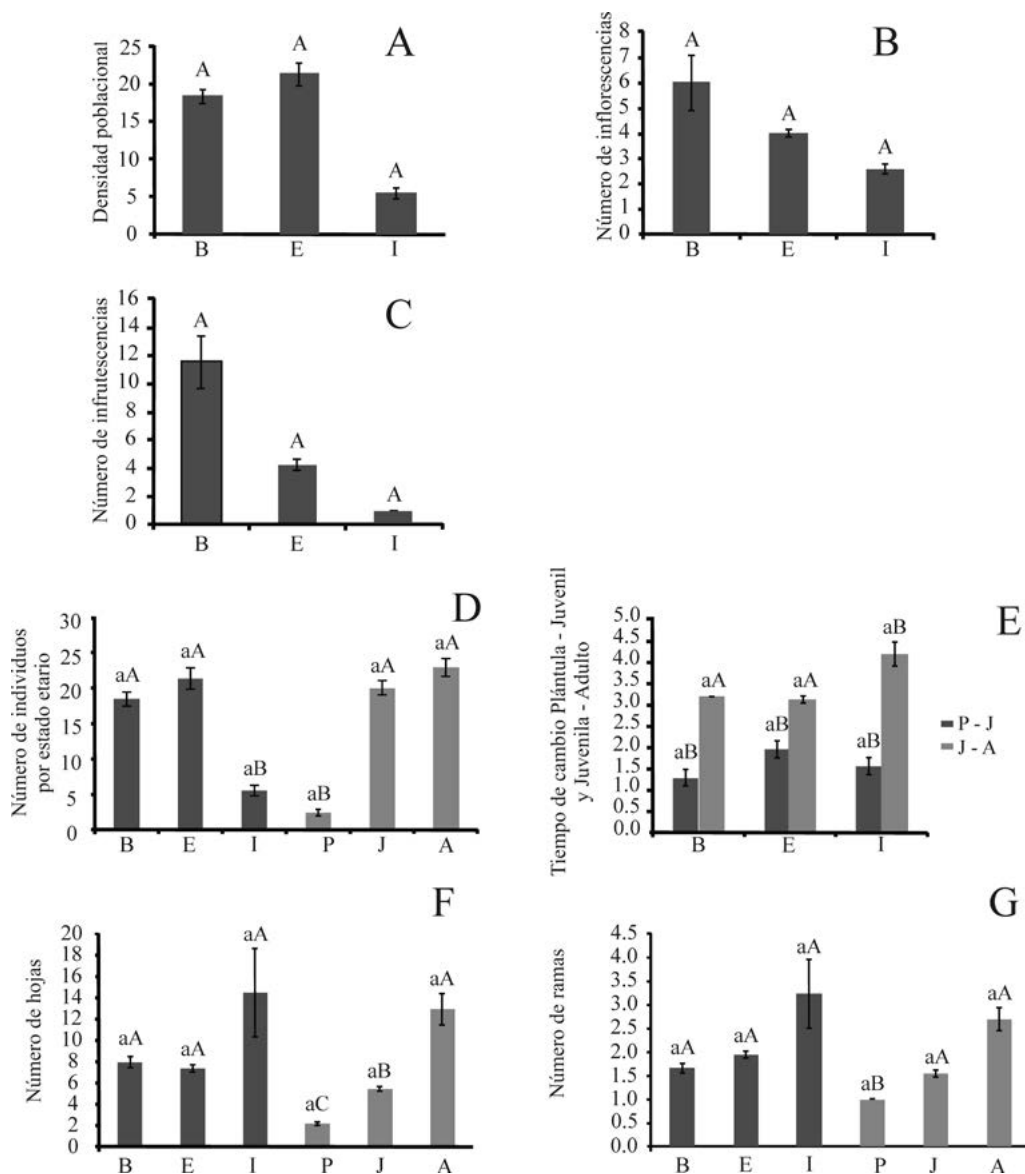 A
Densidad poblacional
25
20
15
10
5
0
A
A
A
B
E
I
B
Número de inflorescencias
8
7
6
5
4
3
2
1
0
A
A
A
B
E
I
C
Número de infrutescencias
16
14
12
10
8
6
4
2
0
A
A
A
B
E
I
D
Número de individuos
por estado etario
30
25
20
15
10
5
0
aA
aA
aB
aB
aA
aA
B
E
I
P
J
A
E
Tiempo de cambio Plántula - Juvenil
y Juvenila - Adulto
5.0
4.5
4.0
3.5
3.0
2.5
2.0
1.5
1.0
0.5
0.0
aB
aA
aB
aA
aB
aB
B
E
I
P - J
J - A
F
Número de hojas
20
18
16
14
12
10
8
6
4
2
0
aA
aA
aA
aC
aB
aA
B
E
I
P
J
A
G
Número de ramas
4.5
4.0
3.5
3.0
2.5
2.0
1.5
1.0
0.5
0.0
aA
aA
aA
aB
aA
aA
B
E
I
P
J
A